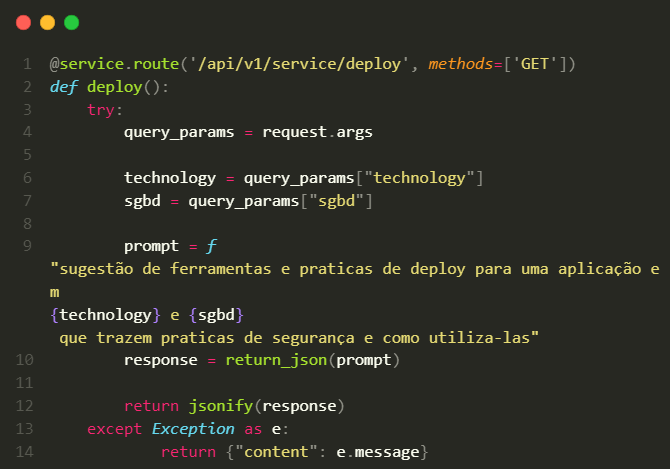 1 @service.route('/api/v1/service/deploy', methods=['GET'])
2 def deploy():
3     try:
4         query_params = request.args
5
6         technology = query_params["technology"]
7         sgbd = query_params["sgbd"]
8
9         prompt = f
"sugestão de ferramentas e praticas de deploy para uma aplicação e
m
{technology} e {sgbd}
 que trazem praticas de segurança e como utiliza-las"
10         response = return_json(prompt)
11
12         return jsonify(response)
13     except Exception as e:
14             return {"content": e.message}